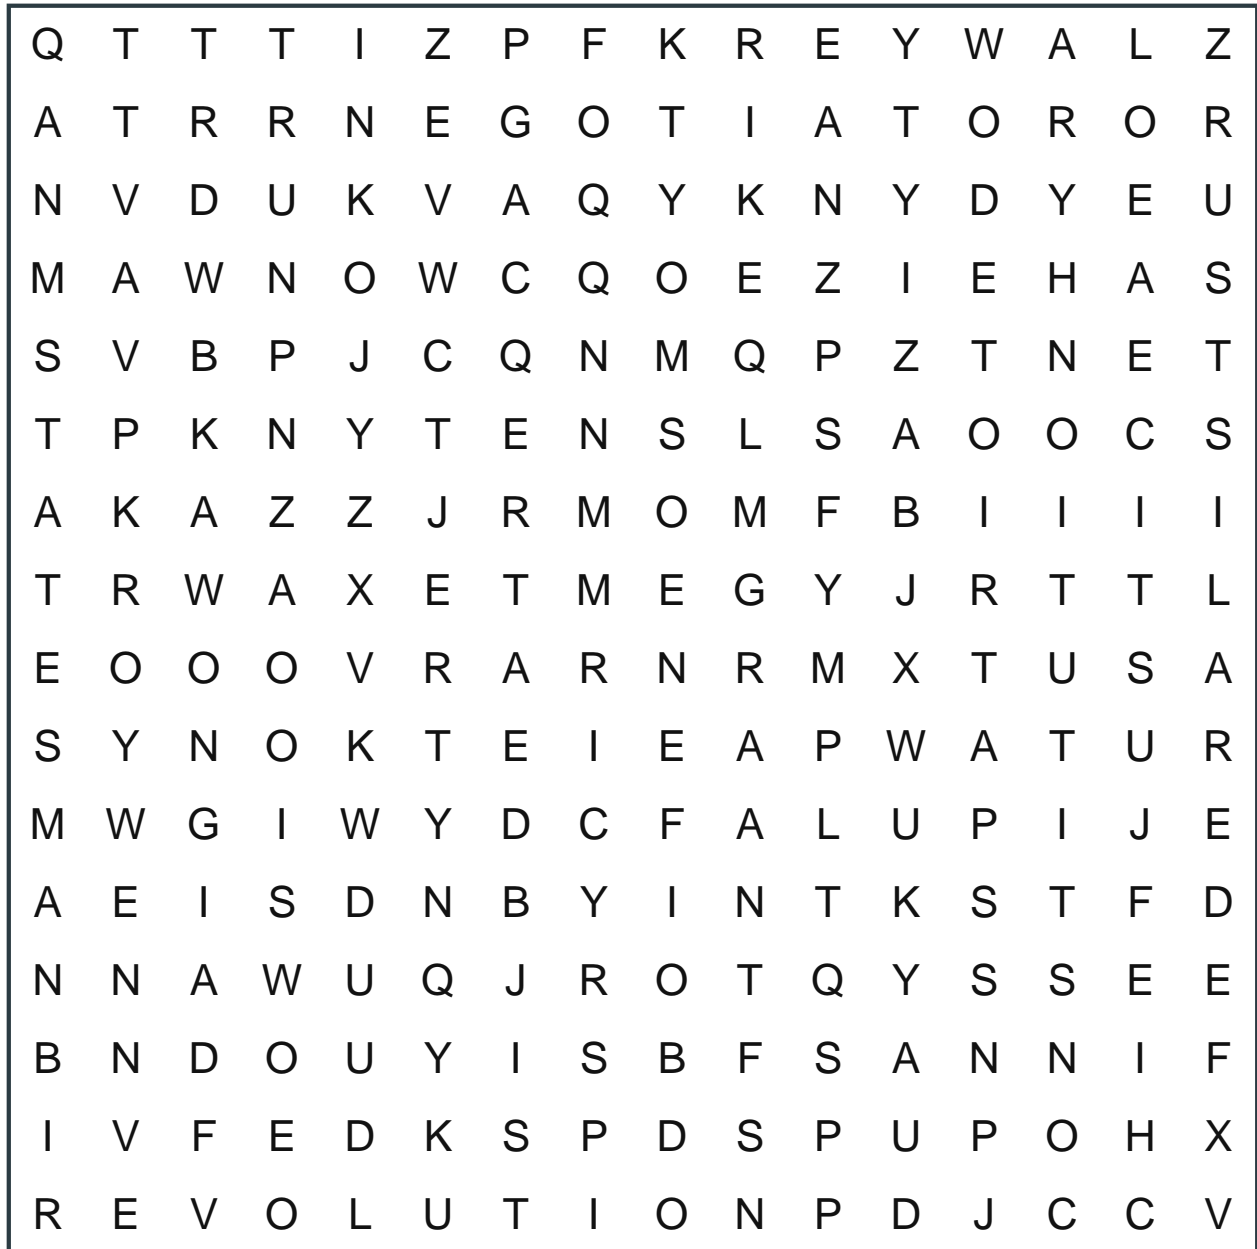 Q T T T I Z P F K R E Y W A L Z
A T R R N E G O T I A T O R O R
N V D U K V A Q Y K N Y D Y E U
M A W N O W C Q O E Z I E H A S
S V B P J C Q N M Q P Z T N E T
T P K N Y T E N S L S A O O C S
A K A Z Z J R M O M F B I I I I
T R W A X E T M E G Y J R T T L
E O O O V R A R N R M X T U S A
S Y N O K T E I E A P W A T U R
M W G I W Y D C F A L U P I J E
A E I S D N B Y I N T K S T F D
N N A W U Q J R O T Q Y S S E E
B N D O U Y I S B F S A N N I F
I V F E D K S P D S P U P O H X
R E V O L U T I O N P D J C C V